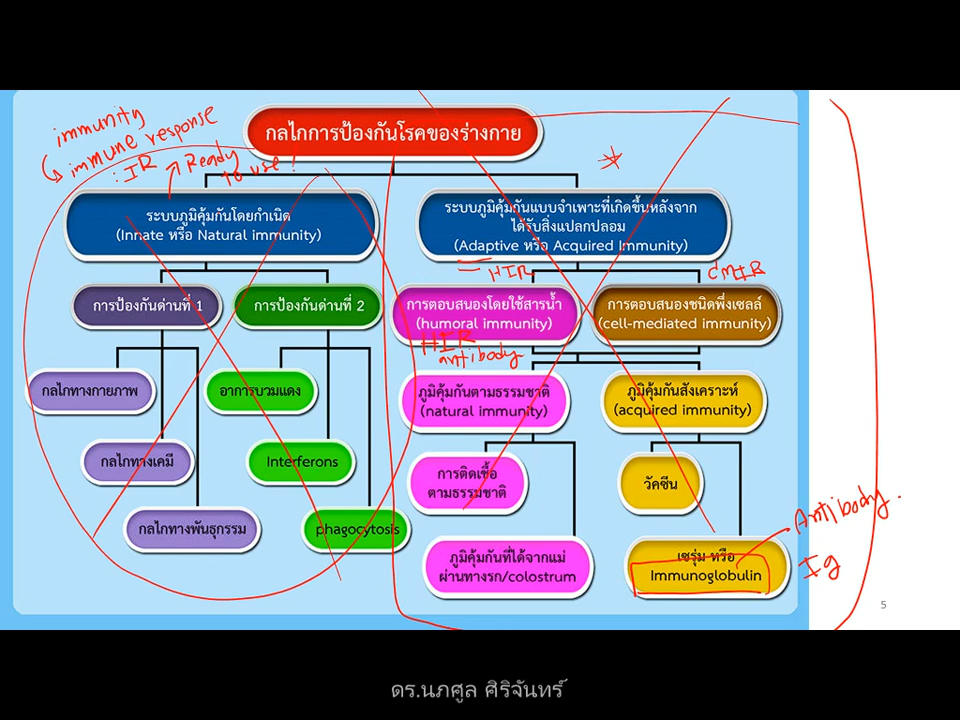 immunity
immune response
: IR
Ready
to use!
กลไกการป้องกันโรคของร่างกาย
ระบบภูมิคุ้มกันโดยกำเนิด
(Innate หรือ Natural immunity)
ระบบภูมิคุ้มกันแบบจำเพาะที่เกิดขึ้นหลังจาก
ได้รับสิ่งแปลกปลอม
(Adaptive หรือ Acquired Immunity)
HIR
CMIR
การป้องกันด่านที่ 1
การป้องกันด่านที่ 2
การตอบสนองโดยใช้สารน้ำ
(humoral immunity)
การตอบสนองชนิดพึ่งเซลล์
(cell-mediated immunity)
HIR
antibody
กลไกทางกายภาพ
อาการบวมแดง
ภูมิคุ้มกันตามธรรมชาติ
(natural immunity)
ภูมิคุ้มกันสังเคราะห์
(acquired immunity)
กลไกทางเคมี
Interferons
การติดเชื้อ
ตามธรรมชาติ
วัคซีน
กลไกทางพันธุกรรม
phagocytosis
ภูมิคุ้มกันที่ได้จากแม่
ผ่านทางรก/colostrum
เซรุ่ม หรือ
Immunoglobulin
Antibody.
Ig
5
ดร.นภศูล ศิริจันทร์